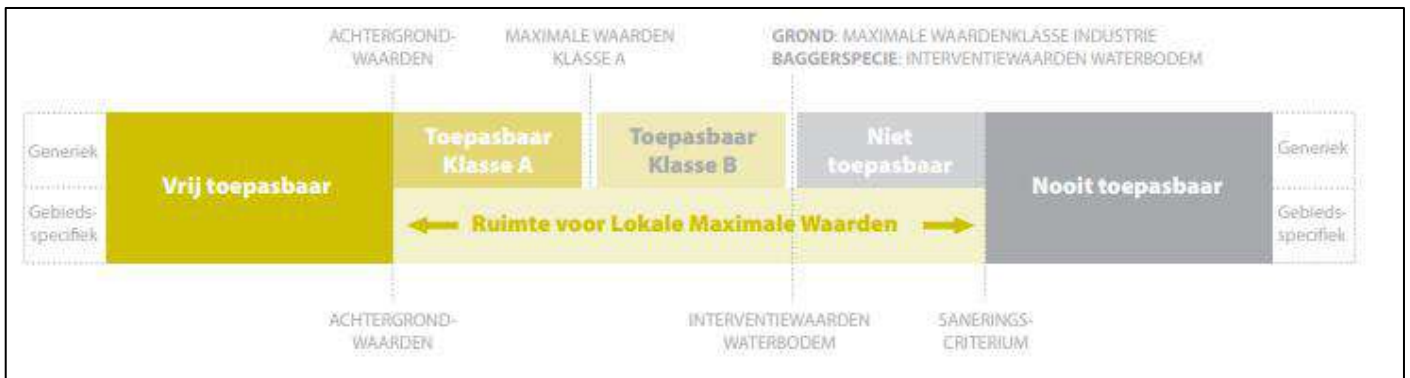 ACHTERGROND-
WAARDEN
MAXIMALE WAARDEN
KLASSE A
GROND: MAXIMALE WAARDENKLASSE INDUSTRIE
BAGGERSPECIE: INTERVENTIEWAARDEN WATERBODEM
Generiek
Vrij toepasbaar
Toepasbaar
Klasse A
Toepasbaar
Klasse B
Niet
toepasbaar
Nooit toepasbaar
Generiek
Gebieds-
specifiek
Ruimte voor Lokale Maximale Waarden
Gebieds-
specifiek
ACHTERGROND-
WAARDEN
INTERVENTIEWAARDEN
WATERBODEM
SANERINGS-
CRITERIUM